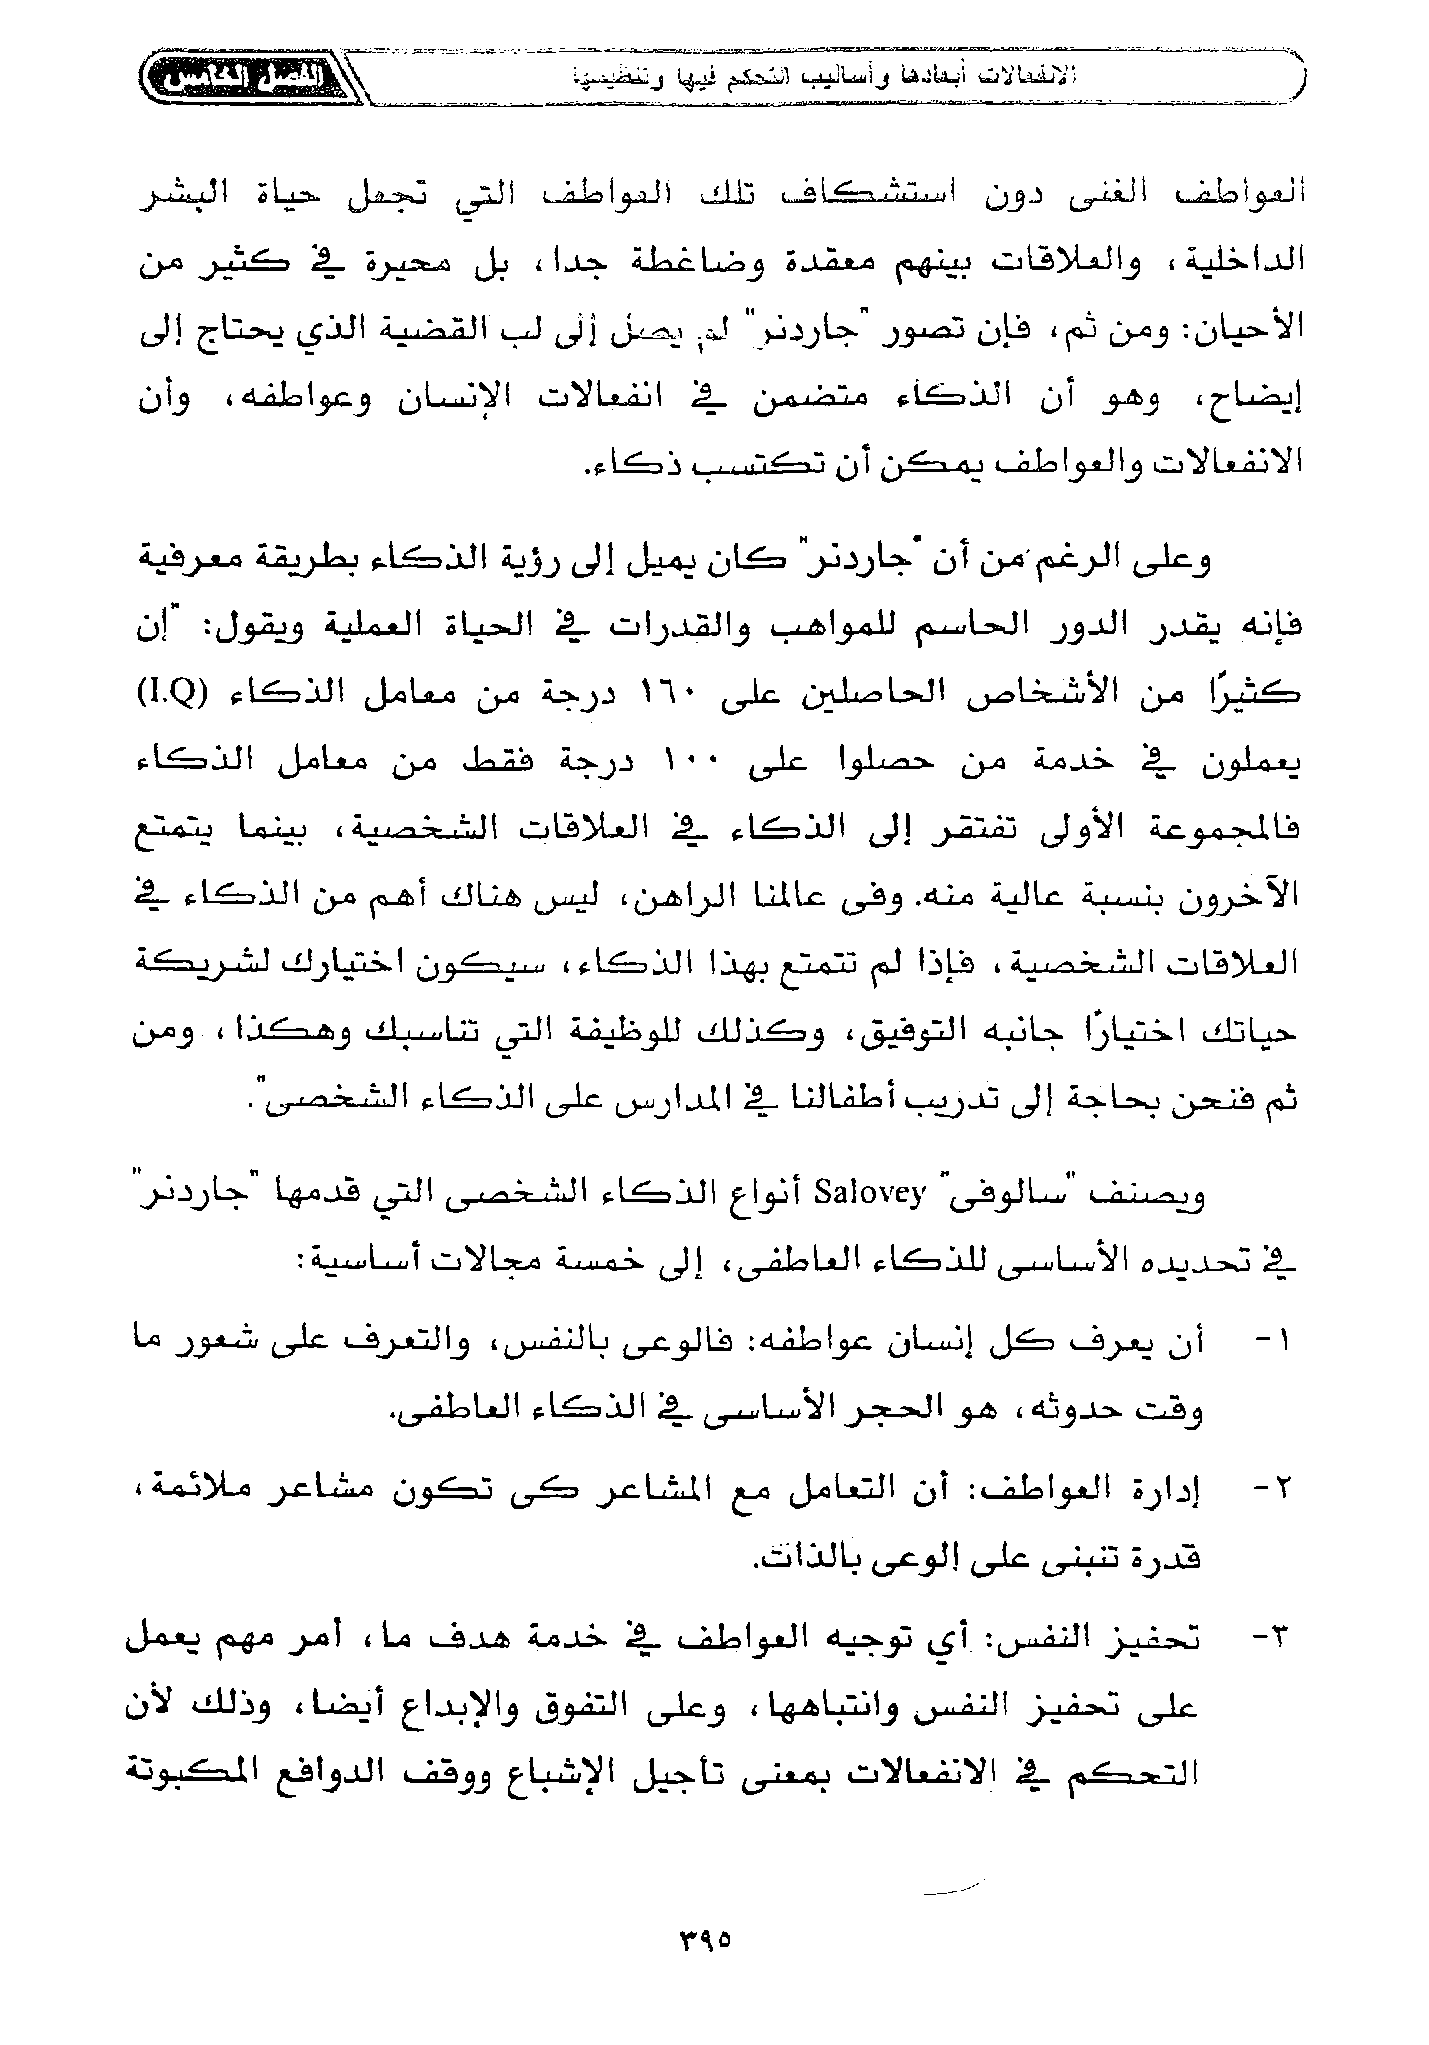 الانفعالات أبعادها وأساليب التحكم فيها وتنظيمها
الفصل الخامس
العواطف الغنى دون استشكاف تلك العواطف التي تجعل حياة البشر
الداخلية، والعلاقات بينهم معقدة وضاغطة جدا، بل محيرة في كثير من
الأحيان: ومن ثم، فإن تصور "جاردنر" لم يصل إلى لب القضية الذي يحتاج إلى
إيضاح، وهو أن الذكاء متضمن في انفعالات الإنسان وعواطفه، وأن
الانفعالات والعواطف يمكن أن تكتسب ذكاء.
وعلى الرغم من أن "جاردنر" كان يميل إلى رؤية الذكاء بطريقة معرفية
فإنه يقدر الدور الحاسم للمواهب والقدرات في الحياة العملية ويقول: "إن
كثيرًا من الأشخاص الحاصلين على ١٦٠ درجة من معامل الذكاء (I.Q)
يعملون في خدمة من حصلوا على ١٠٠ درجة فقط من معامل الذكاء
فالمجموعة الأولى تفتقر إلى الذكاء في العلاقات الشخصية، بينما يتمتع
الآخرون بنسبة عالية منه. وفى عالمنا الراهن، ليس هناك أهم من الذكاء في
العلاقات الشخصية، فإذا لم تتمتع بهذا الذكاء، سيكون اختيارك لشريكة
حياتك اختيارًا جانبه التوفيق، وكذلك للوظيفة التي تناسبك وهكذا، ومن
ثم فنحن بحاجة إلى تدريب أطفالنا في المدارس على الذكاء الشخصى".
ويصنف "سالوفى" Salovey أنواع الذكاء الشخصى التي قدمها "جاردنر"
في تحديده الأساسى للذكاء العاطفى، إلى خمسة مجالات أساسية:
١- أن يعرف كل إنسان عواطفه: فالوعى بالنفس، والتعرف على شعور ما
وقت حدوثه، هو الحجر الأساسى في الذكاء العاطفى.
٢- إدارة العواطف: أن التعامل مع المشاعر كى تكون مشاعر ملائمة،
قدرة تنبنى على الوعى بالذات.
٣- تحفيز النفس: أي توجيه العواطف في خدمة هدف ما، أمر مهم يعمل
على تحفيز النفس وانتباهها، وعلى التفوق والإبداع أيضا، وذلك لأن
التحكم في الانفعالات بمعنى تأجيل الإشباع ووقف الدوافع المكبوتة
٣٩٥